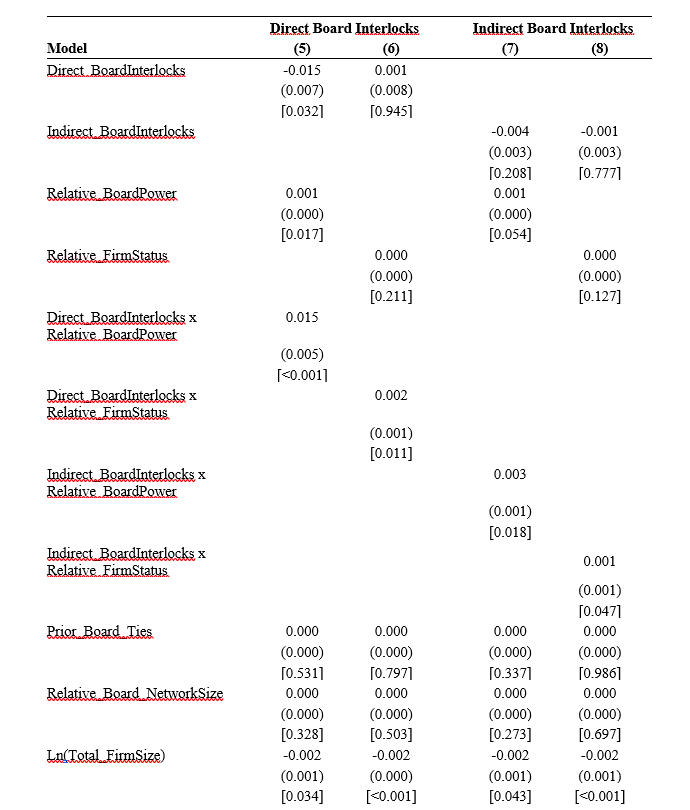 Direct Board Interlocks Indirect Board Interlocks
Model (5) (6) (7) (8)
Direct_BoardInterlocks -0.015 0.001
(0.007) (0.008)
[0.032] [0.945]
Indirect_BoardInterlocks -0.004 -0.001
(0.003) (0.003)
[0.208] [0.777]
Relative_BoardPower 0.001 0.001
(0.000) (0.000)
[0.017] [0.054]
Relative_FirmStatus 0.000 0.000
(0.000) (0.000)
[0.211] [0.127]
Direct_BoardInterlocks x 0.015
Relative_BoardPower
(0.005)
[<0.001]
Direct_BoardInterlocks x 0.002
Relative_FirmStatus
(0.001)
[0.011]
Indirect_BoardInterlocks x 0.003
Relative_BoardPower
(0.001)
[0.018]
Indirect_BoardInterlocks x
Relative_FirmStatus 0.001
(0.001)
[0.047]
Prior_Board_Ties 0.000 0.000 0.000 0.000
(0.000) (0.000) (0.000) (0.000)
[0.531] [0.797] [0.337] [0.986]
Relative_Board_NetworkSize 0.000 0.000 0.000 0.000
(0.000) (0.000) (0.000) (0.000)
[0.328] [0.503] [0.273] [0.697]
Ln(Total_FirmSize) -0.002 -0.002 -0.002 -0.002
(0.001) (0.000) (0.001) (0.001)
[0.034] [<0.001] [0.043] [<0.001]